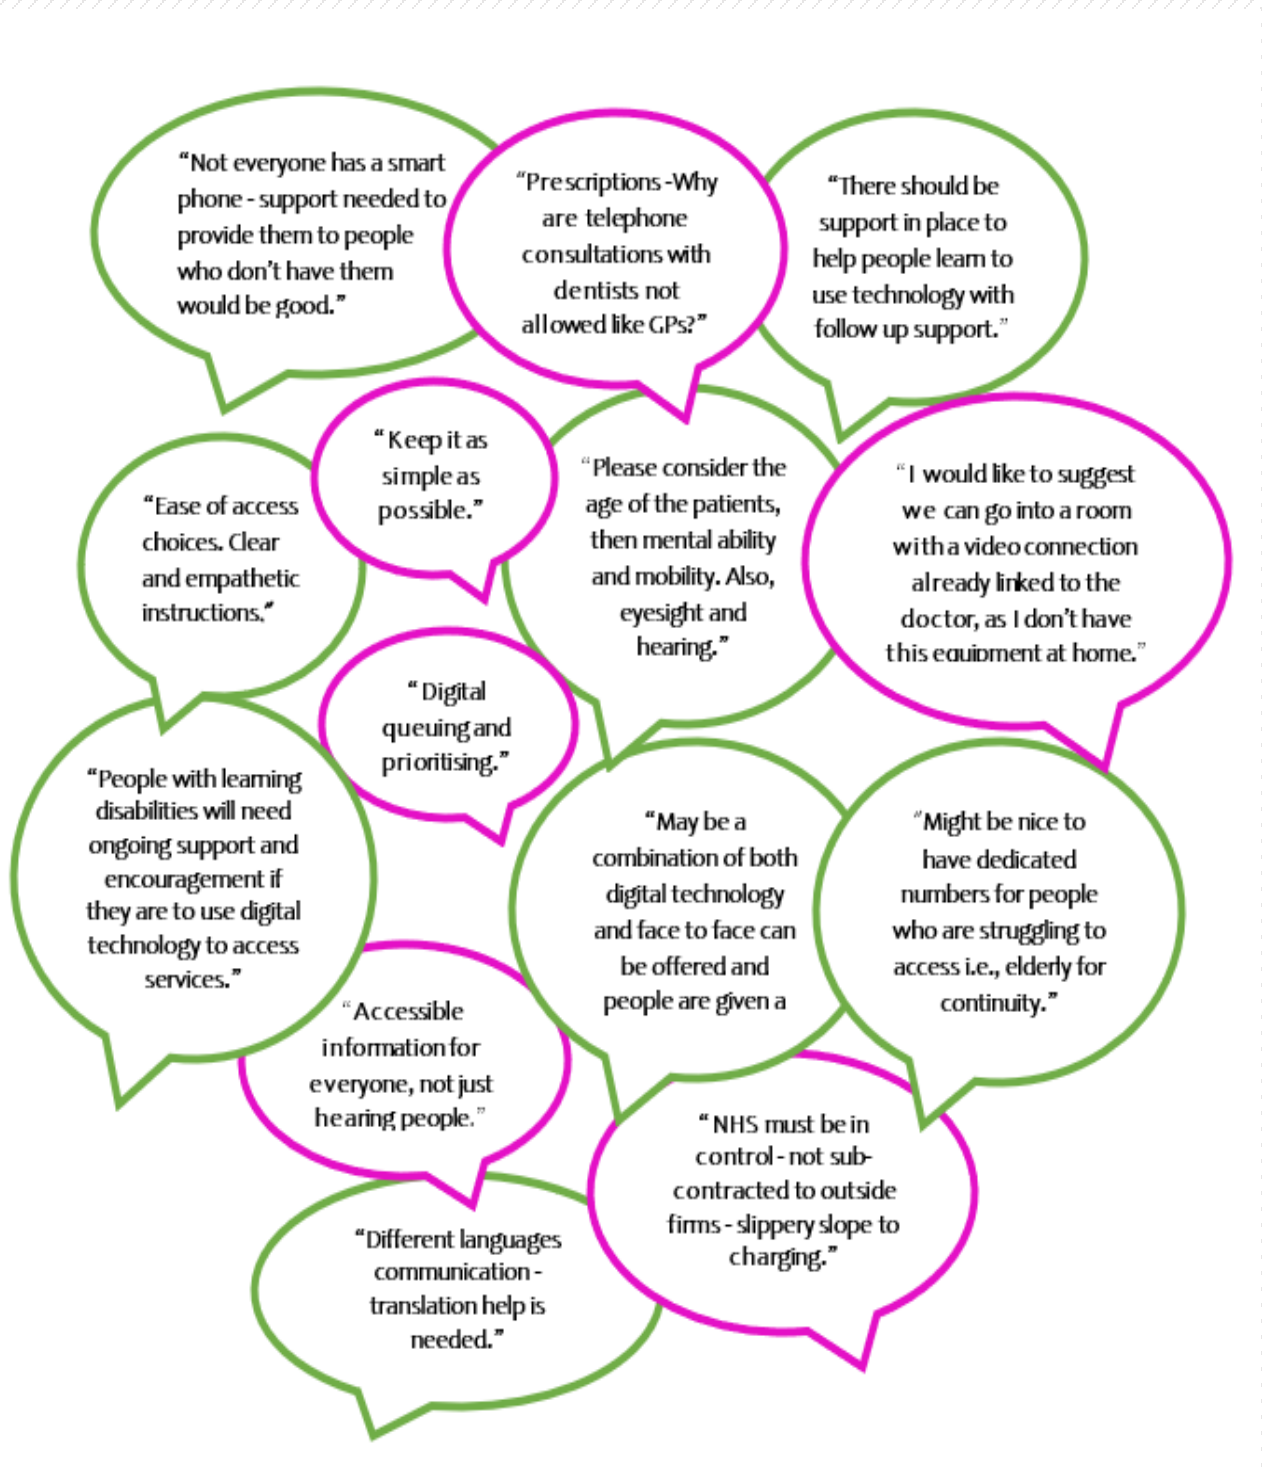 “Not everyone has a smart
phone - support needed to
provide them to people
who don’t have them
would be good.”
“Prescriptions -Why
are telephone
consultations with
dentists not
allowed like GPs?”
“There should be
support in place to
help people learn to
use technology with
follow up support.”
“Ease of access
choices. Clear
and empathetic
instructions.”
“Keep it as
simple as
possible.”
“Please consider the
age of the patients,
then mental ability
and mobility. Also,
eyesight and
hearing.”
“I would like to suggest
we can go into a room
with a video connection
already linked to the
doctor, as I don’t have
this equipment at home.”
“Digital
queuing and
prioritising.”
“People with learning
disabilities will need
ongoing support and
encouragement if
they are to use digital
technology to access
services.”
“May be a
combination of both
digital technology
and face to face can
be offered and
people are given a
“Might be nice to
have dedicated
numbers for people
who are struggling to
access i.e., elderly for
continuity.”
“Accessible
information for
everyone, not just
hearing people.”
“NHS must be in
control - not sub-
contracted to outside
firms - slippery slope to
charging.”
“Different languages
communication -
translation help is
needed.”